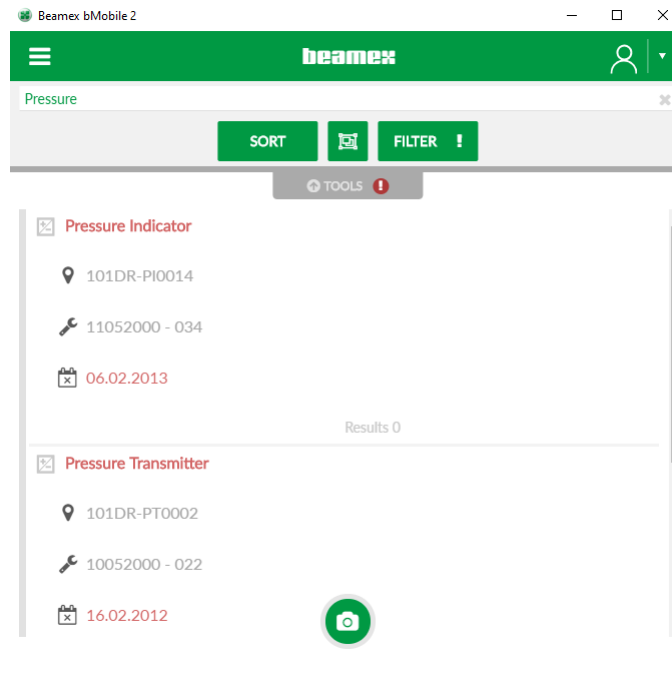 Beamex bMobile 2
beamex
Pressure
SORT
FILTER !
TOOLS !
Pressure Indicator
101DR-PI0014
11052000 - 034
06.02.2013
Results 0
Pressure Transmitter
101DR-PT0002
10052000 - 022
16.02.2012